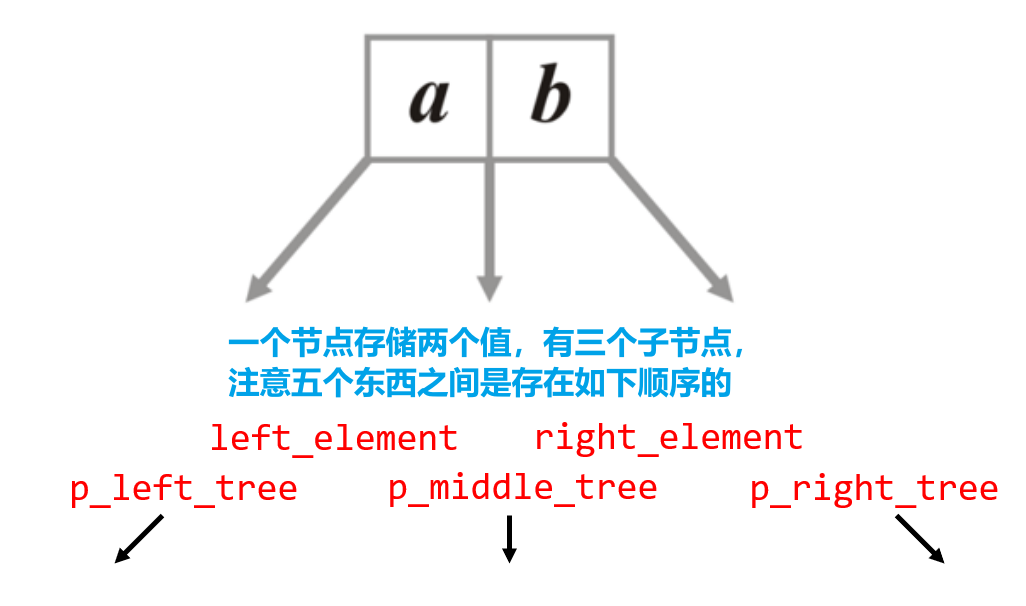 a b
一个节点存储两个值，有三个子节点，
注意五个东西之间是存在如下顺序的
left_element right_element
p_left_tree p_middle_tree p_right_tree